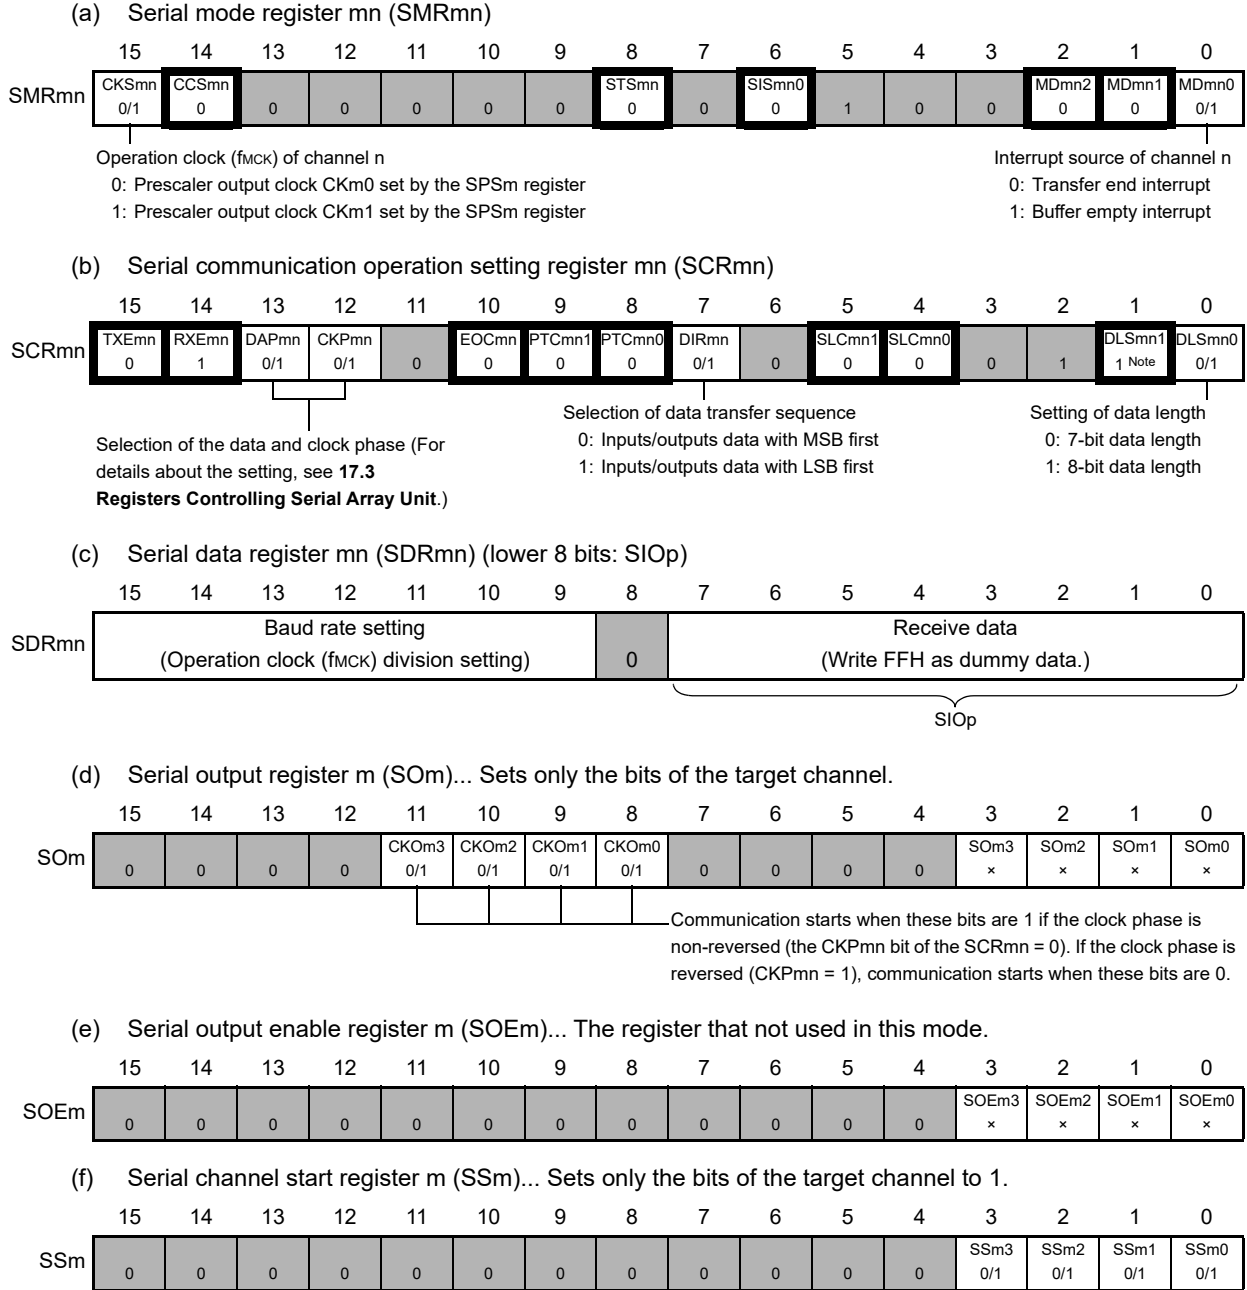 (a) Serial mode register mn (SMRmn)
15 14 13 12 11 10 9 8 7 6 5 4 3 2 1 0
SMRmn
CKSmn CCSmn STSmn SISmn0 MDmn2 MDmn1 MDmn0
0/1 0 0 0 0 0 0 0 0 0 1 0 0 0 0 0/1
Operation clock (fMCK) of channel n
0: Prescaler output clock CKm0 set by the SPSm register
1: Prescaler output clock CKm1 set by the SPSm register
Interrupt source of channel n
0: Transfer end interrupt
1: Buffer empty interrupt
(b) Serial communication operation setting register mn (SCRmn)
15 14 13 12 11 10 9 8 7 6 5 4 3 2 1 0
SCRmn
TXEmn RXEmn DAPmn CKPmn EOCmn PTCmn1 PTCmn0 DIRmn SLCmn1 SLCmn0 DLSmn1 DLSmn0
0 1 0/1 0/1 0 0 0 0 0/1 0 0 0 0 1 1 Note 0/1
Selection of the data and clock phase (For
details about the setting, see 17.3
Registers Controlling Serial Array Unit.)
Selection of data transfer sequence
0: Inputs/outputs data with MSB first
1: Inputs/outputs data with LSB first
Setting of data length
0: 7-bit data length
1: 8-bit data length
(c) Serial data register mn (SDRmn) (lower 8 bits: SIOp)
15 14 13 12 11 10 9 8 7 6 5 4 3 2 1 0
SDRmn
Baud rate setting
(Operation clock (fMCK) division setting)
0
Receive data
(Write FFH as dummy data.)
SIOp
(d) Serial output register m (SOm)... Sets only the bits of the target channel.
15 14 13 12 11 10 9 8 7 6 5 4 3 2 1 0
SOm
CKOm3 CKOm2 CKOm1 CKOm0 SOm3 SOm2 SOm1 SOm0
0 0 0 0 0/1 0/1 0/1 0/1 0 0 0 0 × × × ×
Communication starts when these bits are 1 if the clock phase is
non-reversed (the CKPmn bit of the SCRmn = 0). If the clock phase is
reversed (CKPmn = 1), communication starts when these bits are 0.
(e) Serial output enable register m (SOEm)... The register that not used in this mode.
15 14 13 12 11 10 9 8 7 6 5 4 3 2 1 0
SOEm
SOEm3 SOEm2 SOEm1 SOEm0
0 0 0 0 0 0 0 0 0 0 0 0 × × × ×
(f) Serial channel start register m (SSm)... Sets only the bits of the target channel to 1.
15 14 13 12 11 10 9 8 7 6 5 4 3 2 1 0
SSm
SSm3 SSm2 SSm1 SSm0
0 0 0 0 0 0 0 0 0 0 0 0 0/1 0/1 0/1 0/1